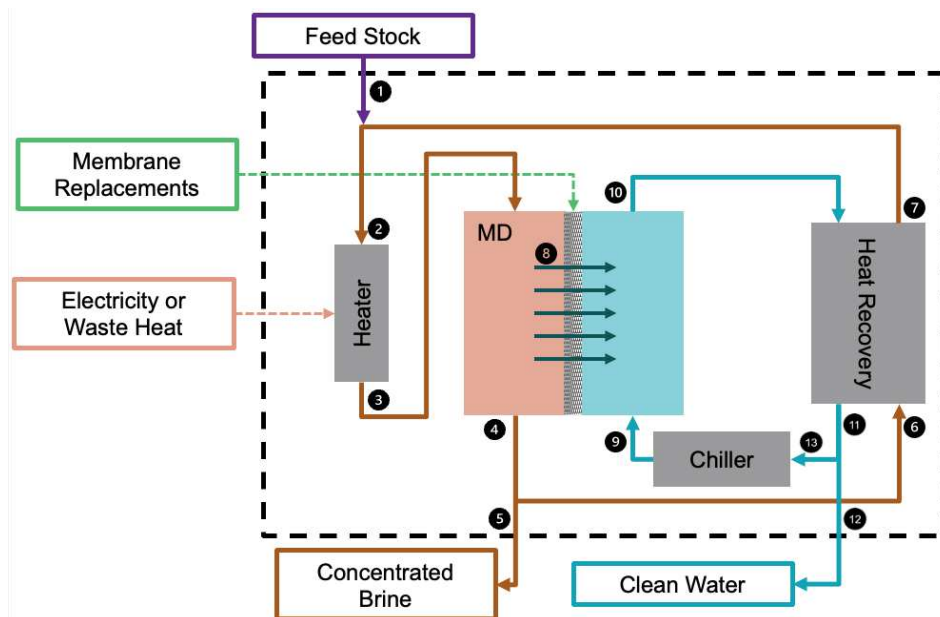 Feed Stock
1
Membrane
Replacements
10
7
2
MD
8
Electricity or
Waste Heat
Heater
Heat Recovery
3
4
9
Chiller
13
11
6
5
12
Concentrated
Brine
Clean Water